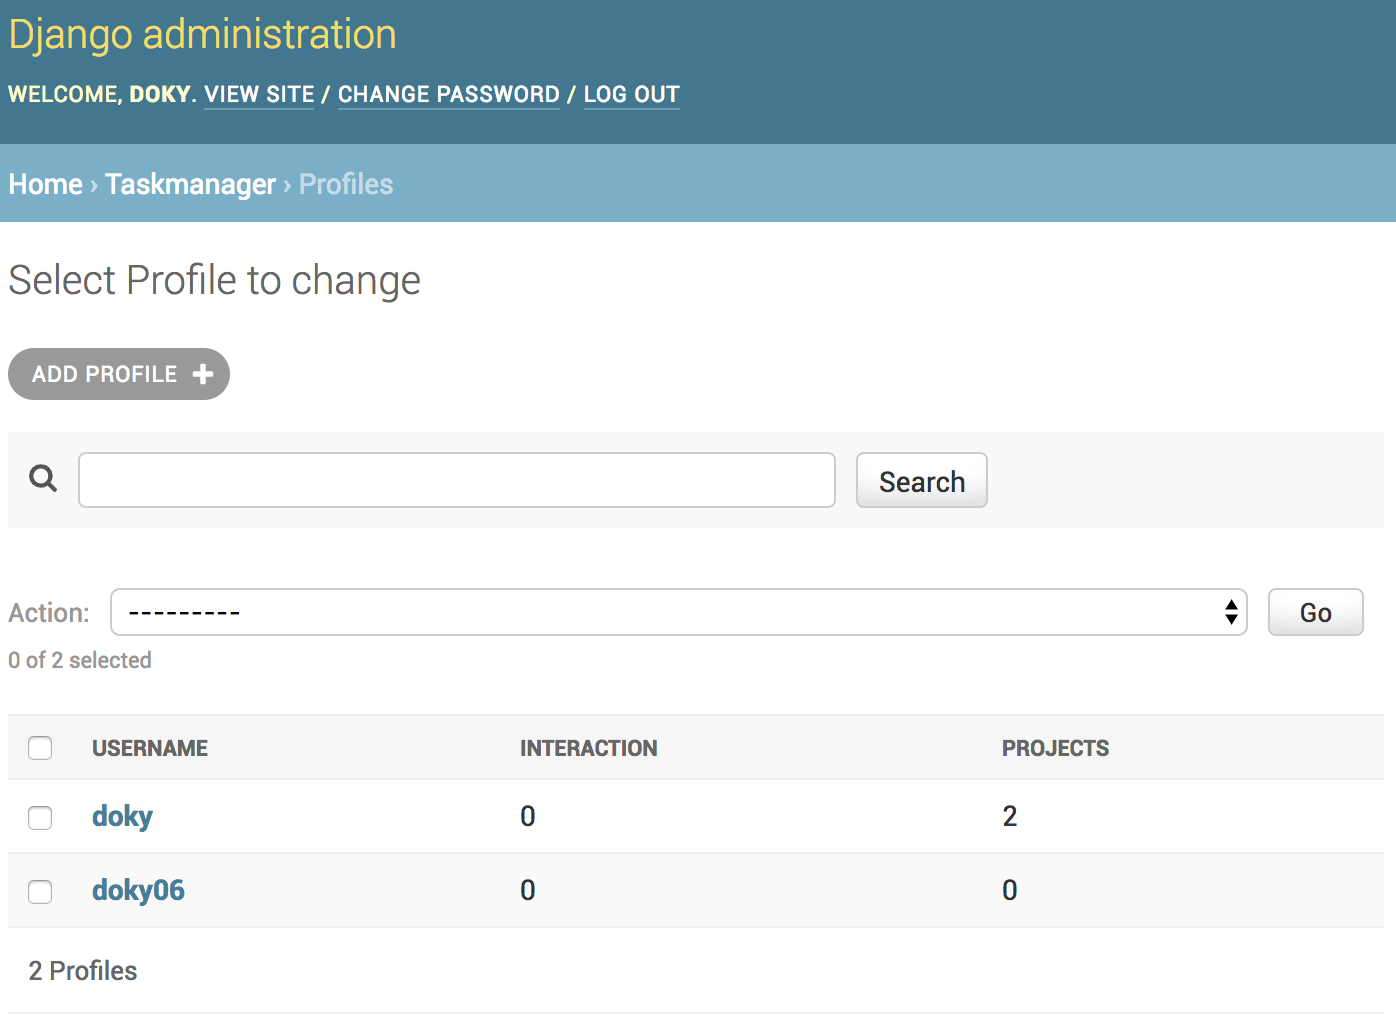 Django administration
WELCOME, DOKY. VIEW SITE / CHANGE PASSWORD / LOG OUT
Home › Taskmanager › Profiles
Select Profile to change
ADD PROFILE +
Search
Action: --------- Go
0 of 2 selected
USERNAME INTERACTION PROJECTS
doky 0 2
doky06 0 0
2 Profiles